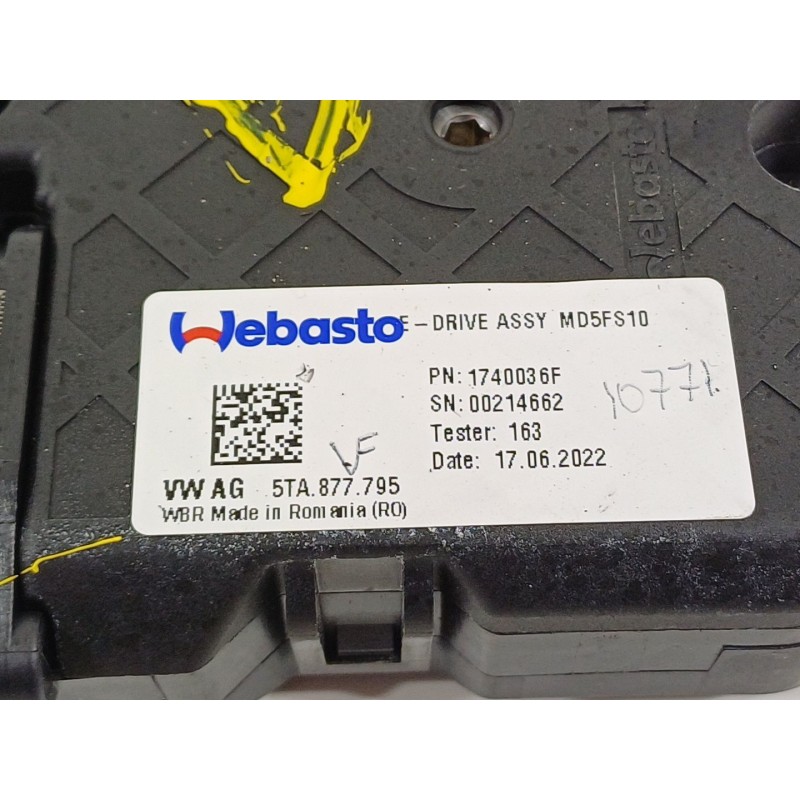 Webasto
Webasto E-DRIVE ASSY MD5FS10
PN: 1740036F
SN: 00214662
Tester: 163
Date: 17.06.2022
10771
VF
VW AG 5TA.877.795
WBR Made in Romania (RO)